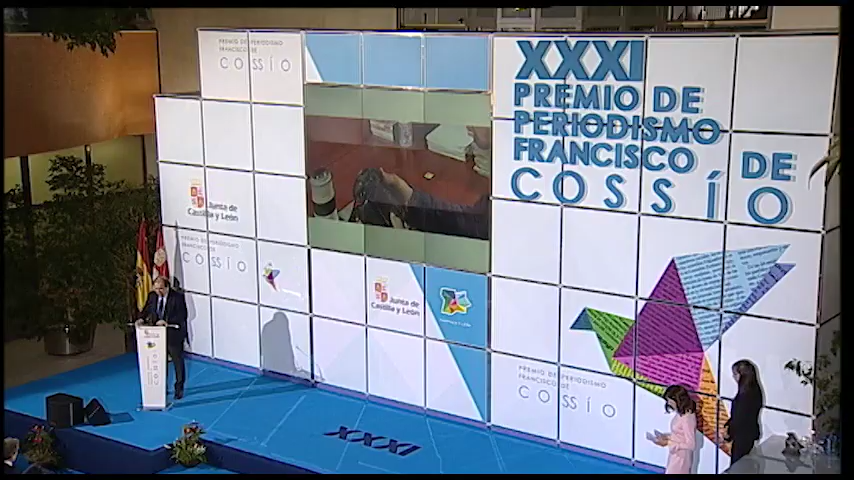 PREMIO DE PERIODISMO
FRANCISCO DE
COSSÍO
XXXI
PREMIO DE
PERIODISMO
FRANCISCO DE
COSSÍO
Junta de
Castilla y León
PREMIO DE PERIODISMO
FRANCISCO DE
COSSÍO
Junta de
Castilla y León
PREMIO DE PERIODISMO
FRANCISCO DE
COSSÍO
XXXI